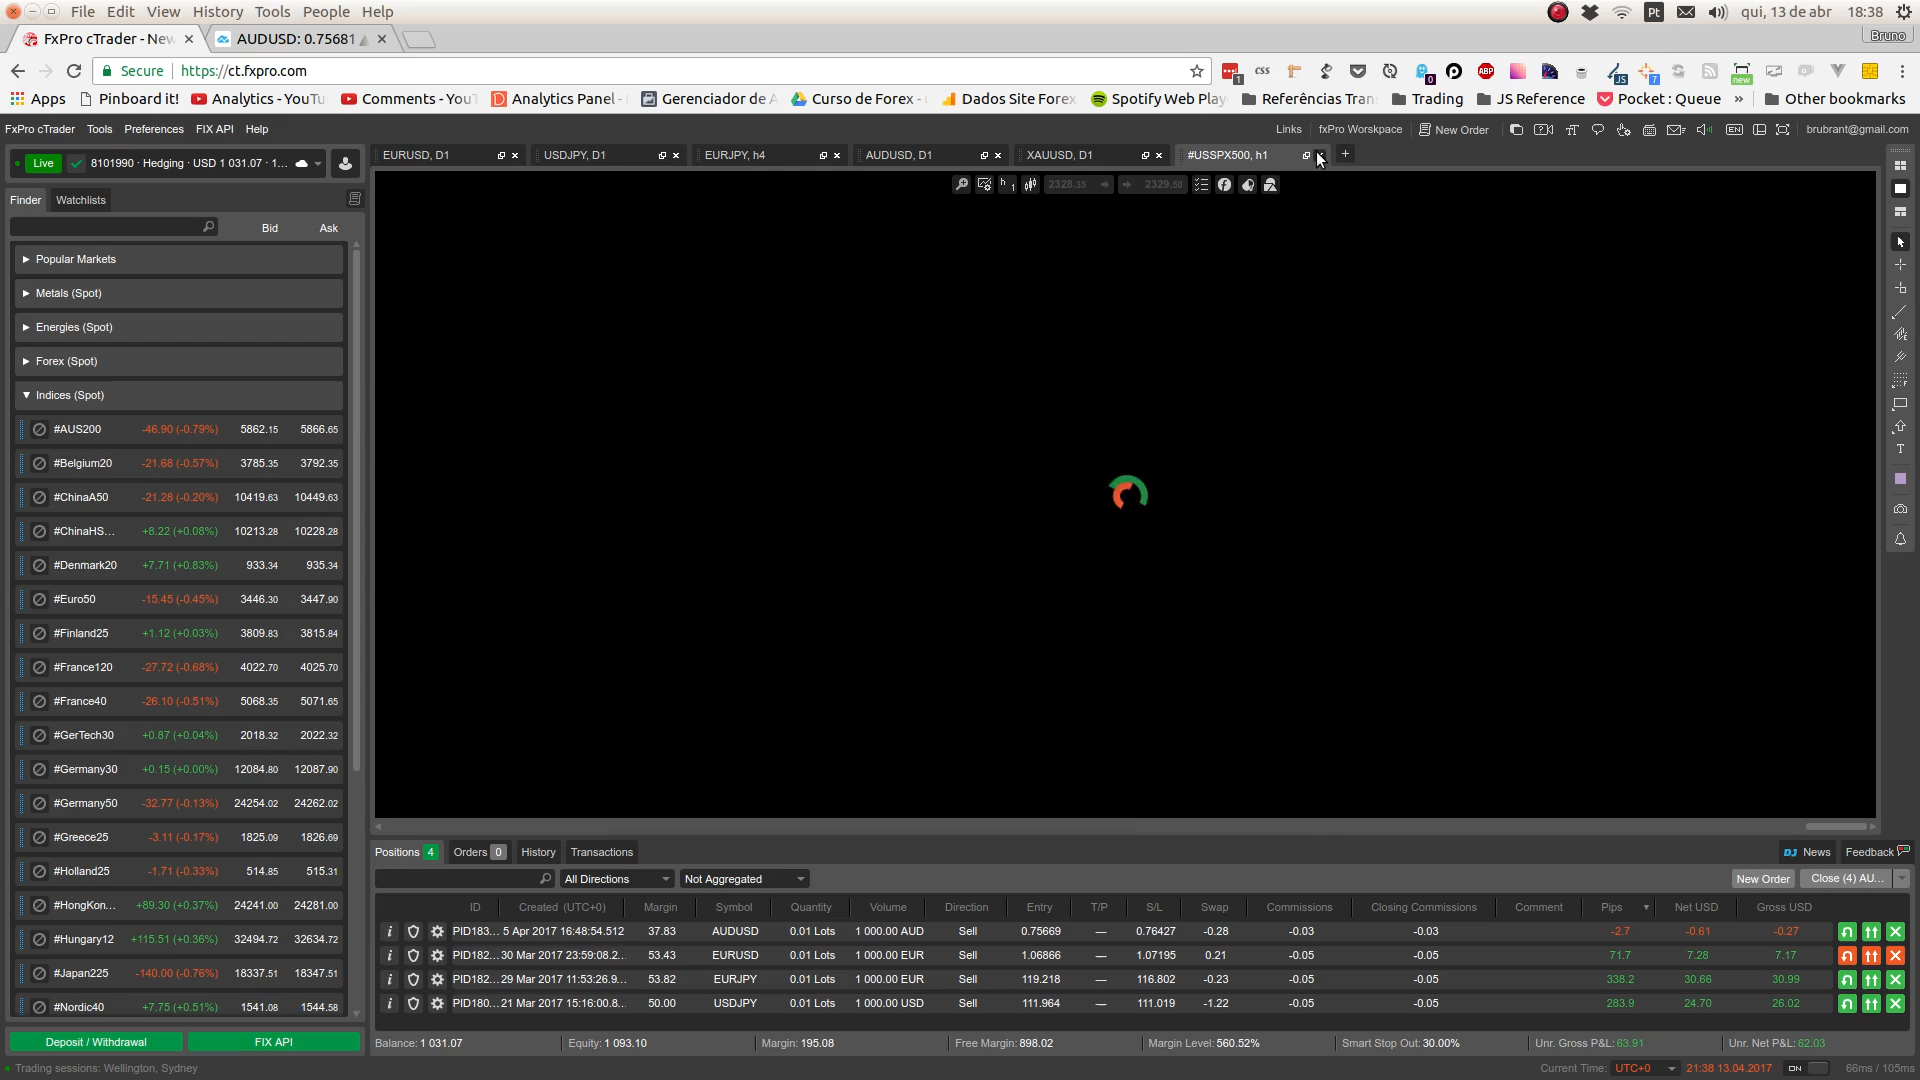 File Edit View History Tools People Help
Pt qui, 13 de abr 18:38
FxPro cTrader - New
AUDUSD: 0.75681
Bruno
Secure https://ct.fxpro.com
Apps Pinboard it! Analytics - YouTu Comments - YouT Analytics Panel - Gerenciador de A Curso de Forex - Dados Site Forex Spotify Web Play Referências Tran Trading JS Reference Pocket : Queue » Other bookmarks
FxPro cTrader Tools Preferences FIX API Help
Links fxPro Worskpace New Order EN brubrant@gmail.com
Live 8101990 · Hedging · USD 1 031.07 · 1...
EURUSD, D1 USDJPY, D1 EURJPY, h4 AUDUSD, D1 XAUUSD, D1 #USSPX500, h1 +
Finder Watchlists
2328.35 2329.50
Bid Ask
Popular Markets
Metals (Spot)
Energies (Spot)
Forex (Spot)
Indices (Spot)
#AUS200 -46.90 (-0.79%) 5862.15 5866.65
#Belgium20 -21.68 (-0.57%) 3785.35 3792.35
#ChinaA50 -21.28 (-0.20%) 10419.63 10449.63
#ChinaHS... +8.22 (+0.08%) 10213.28 10228.28
#Denmark20 +7.71 (+0.83%) 933.34 935.34
#Euro50 -15.45 (-0.45%) 3446.30 3447.90
#Finland25 +1.12 (+0.03%) 3809.83 3815.84
#France120 -27.72 (-0.68%) 4022.70 4025.70
#France40 -26.10 (-0.51%) 5068.35 5071.65
#GerTech30 +0.87 (+0.04%) 2018.32 2022.32
#Germany30 +0.15 (+0.00%) 12084.80 12087.90
#Germany50 -32.77 (-0.13%) 24254.02 24262.02
#Greece25 -3.11 (-0.17%) 1825.09 1826.69
#Holland25 -1.71 (-0.33%) 514.85 515.31
#HongKon... +89.30 (+0.37%) 24241.00 24281.00
#Hungary12 +115.51 (+0.36%) 32494.72 32634.72
#Japan225 -140.00 (-0.76%) 18337.51 18347.51
#Nordic40 +7.75 (+0.51%) 1541.08 1544.58
Deposit / Withdrawal FIX API
Positions 4 Orders 0 History Transactions DJ News Feedback
All Directions Not Aggregated New Order Close (4) AU...
ID Created (UTC+0) Margin Symbol Quantity Volume Direction Entry T/P S/L Swap Commissions Closing Commissions Comment Pips Net USD Gross USD
PID183... 5 Apr 2017 16:48:54.512 37.83 AUDUSD 0.01 Lots 1 000.00 AUD Sell 0.75669 — 0.76427 -0.28 -0.03 -0.03 -2.7 -0.61 -0.27
PID182... 30 Mar 2017 23:59:08.2... 53.43 EURUSD 0.01 Lots 1 000.00 EUR Sell 1.06866 — 1.07195 0.21 -0.05 -0.05 71.7 7.28 7.17
PID182... 29 Mar 2017 11:53:26.9... 53.82 EURJPY 0.01 Lots 1 000.00 EUR Sell 119.218 — 116.802 -0.23 -0.05 -0.05 338.2 30.66 30.99
PID180... 21 Mar 2017 15:16:00.8... 50.00 USDJPY 0.01 Lots 1 000.00 USD Sell 111.964 — 111.019 -1.22 -0.05 -0.05 283.9 24.70 26.02
Balance: 1 031.07 Equity: 1 093.10 Margin: 195.08 Free Margin: 898.02 Margin Level: 560.52% Smart Stop Out: 30.00% Unr. Gross P&L: 63.91 Unr. Net P&L: 62.03
Trading sessions: Wellington, Sydney
Current Time: UTC+0 21:38 13.04.2017 ON 66ms / 105ms